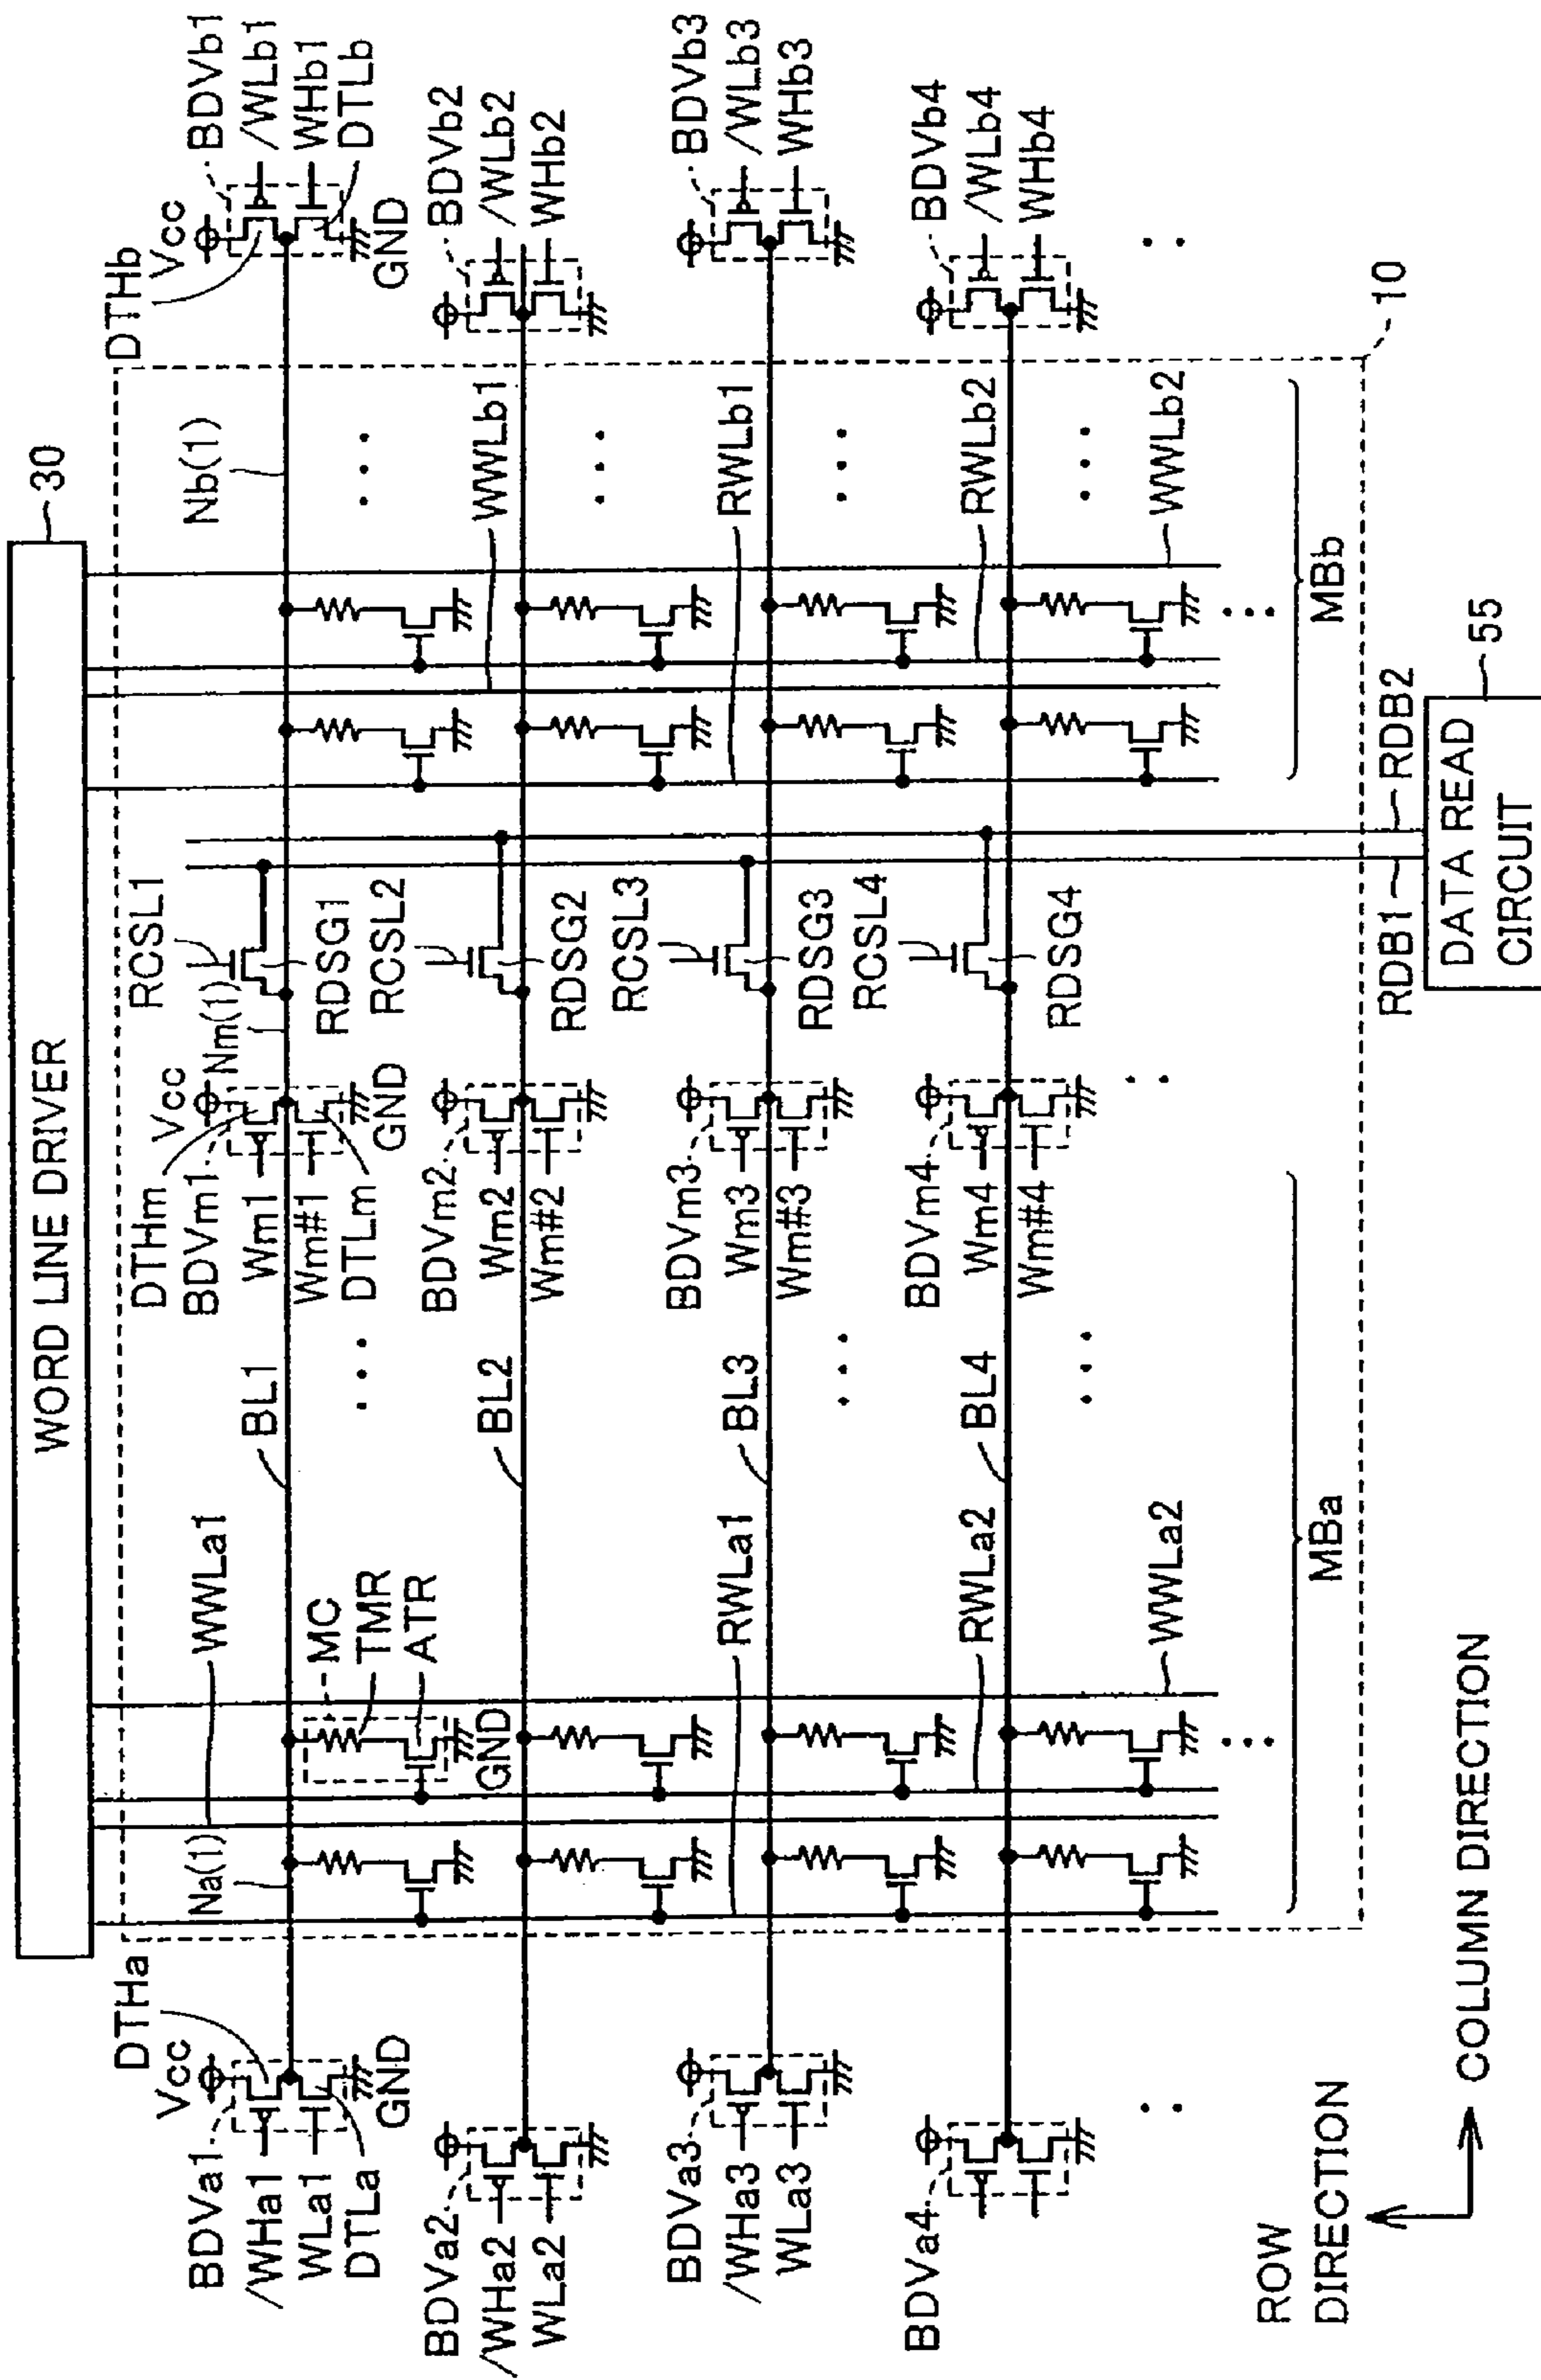 WORD LINE DRIVER
30
DTHa
Vcc
BDVa1
/WHa1
WLa1
DTLa
GND
Na(1)
WWLa1
MC
TMR
ATR
GND
BL1
DTHm
Vcc
BDVm1
Wm1
Wm#1
DTLm
GND
Nm(1)
RCSL1
RDSG1
Nb(1)
DTHb
Vcc
BDVb1
/WLb1
WHb1
DTLb
GND
BDVa2
/WHa2
WLa2
BL2
BDVm2
Wm2
Wm#2
RCSL2
RDSG2
WWLb1
BDVb2
/WLb2
WHb2
BDVa3
/WHa3
WLa3
RWLa1
BL3
BDVm3
Wm3
Wm#3
RCSL3
RDSG3
RWLb1
BDVb3
/WLb3
WHb3
BDVa4
RWLa2
BL4
BDVm4
Wm4
Wm#4
RCSL4
RDSG4
RWLb2
BDVb4
/WLb4
WHb4
WWLa2
WWLb2
MBa
MBb
10
RDB1
RDB2
DATA READ
CIRCUIT
55
ROW
DIRECTION
COLUMN DIRECTION